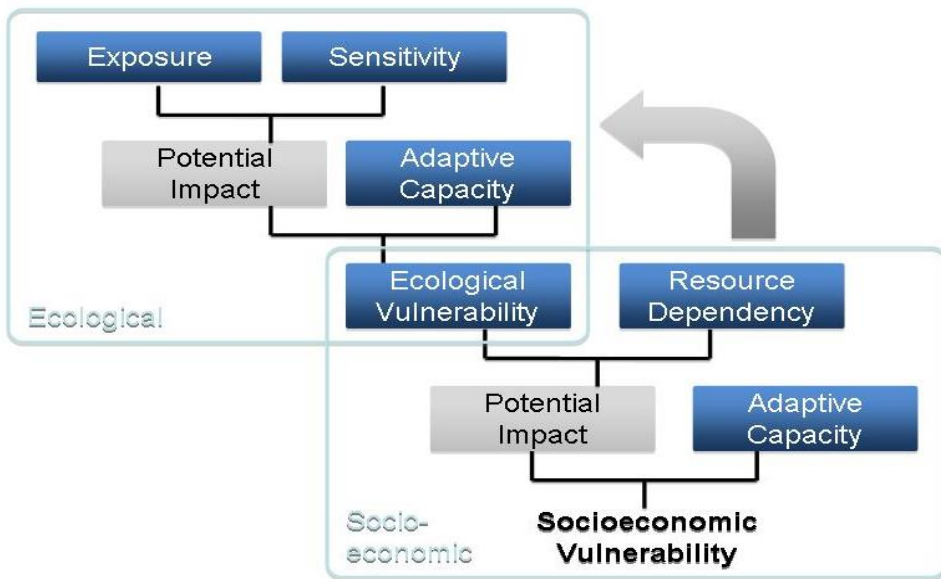 Exposure
Sensitivity
Potential
Impact
Adaptive
Capacity
Ecological
Ecological
Vulnerability
Resource
Dependency
Potential
Impact
Adaptive
Capacity
Socio-
economic
Socioeconomic
Vulnerability